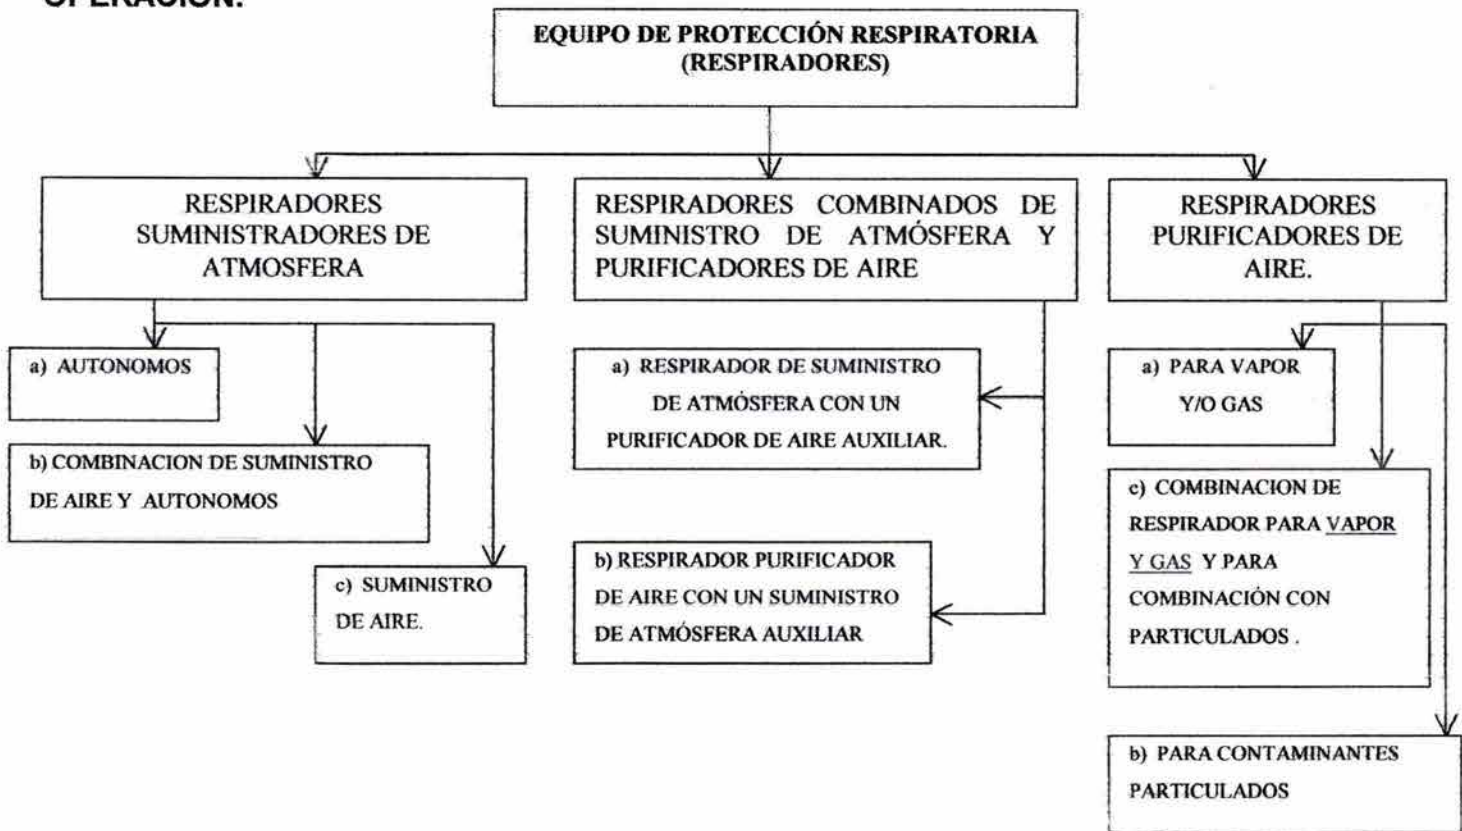 OPERACIÓN.
EQUIPO DE PROTECCIÓN RESPIRATORIA
(RESPIRADORES)
RESPIRADORES
SUMINISTRADORES DE
ATMOSFERA
RESPIRADORES COMBINADOS DE
SUMINISTRO DE ATMÓSFERA Y
PURIFICADORES DE AIRE
RESPIRADORES
PURIFICADORES DE
AIRE.
a) AUTONOMOS
b) COMBINACION DE SUMINISTRO
DE AIRE Y AUTONOMOS
c) SUMINISTRO
DE AIRE.
a) RESPIRADOR DE SUMINISTRO
DE ATMÓSFERA CON UN
PURIFICADOR DE AIRE AUXILIAR.
b) RESPIRADOR PURIFICADOR
DE AIRE CON UN SUMINISTRO
DE ATMÓSFERA AUXILIAR
a) PARA VAPOR
Y/O GAS
c) COMBINACION DE
RESPIRADOR PARA VAPOR
Y GAS Y PARA
COMBINACIÓN CON
PARTICULADOS .
b) PARA CONTAMINANTES
PARTICULADOS